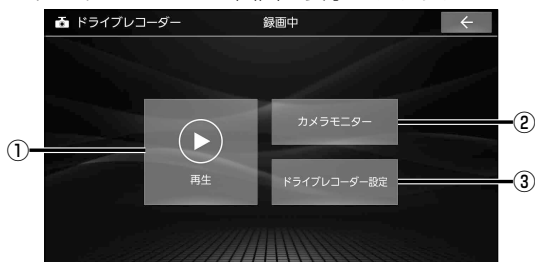 ドライブレコーダー 録画中
① 再生
カメラモニター ②
ドライブレコーダー設定 ③